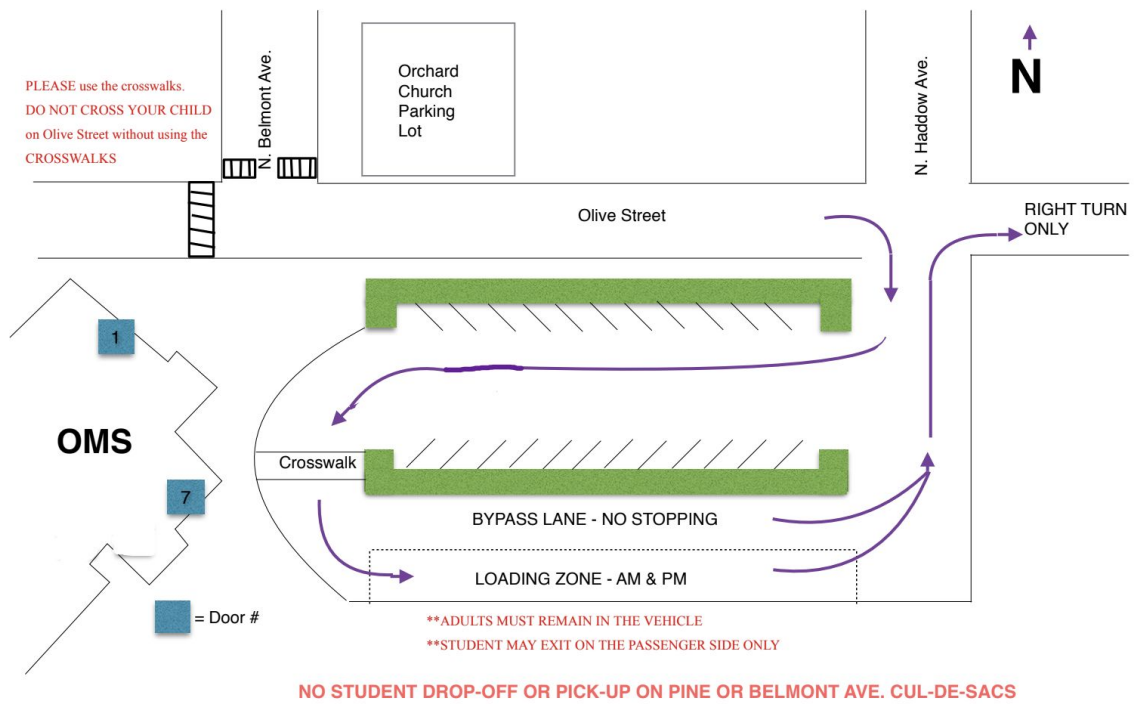 PLEASE use the crosswalks.
DO NOT CROSS YOUR CHILD
on Olive Street without using the
CROSSWALKS
N. Belmont Ave.
Orchard
Church
Parking
Lot
N. Haddow Ave.
N
Olive Street
RIGHT TURN
ONLY
1
OMS
7
Crosswalk
BYPASS LANE - NO STOPPING
LOADING ZONE - AM & PM
= Door #
**ADULTS MUST REMAIN IN THE VEHICLE
**STUDENT MAY EXIT ON THE PASSENGER SIDE ONLY
NO STUDENT DROP-OFF OR PICK-UP ON PINE OR BELMONT AVE. CUL-DE-SACS